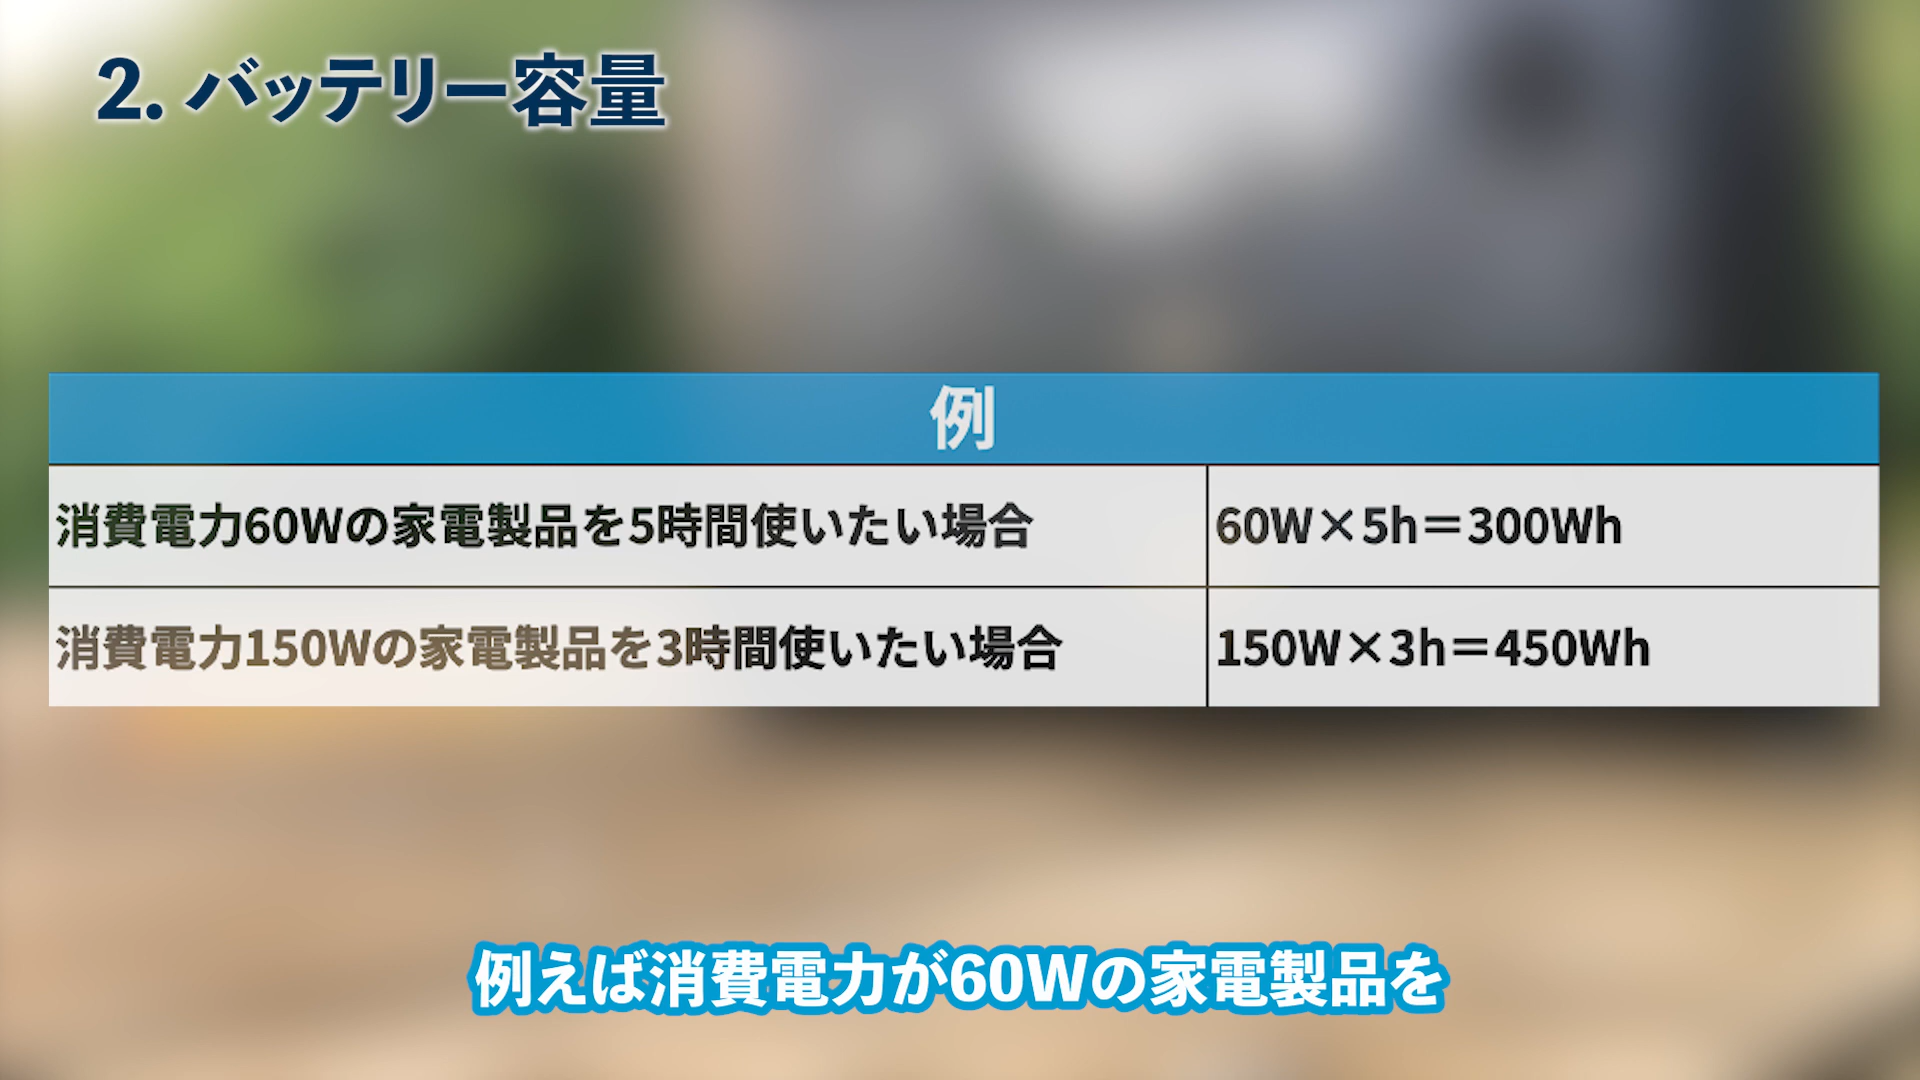 2. バッテリー容量
例
消費電力60Wの家電製品を5時間使いたい場合
60W×5h＝300Wh
消費電力150Wの家電製品を3時間使いたい場合
150W×3h＝450Wh
例えば消費電力が60Wの家電製品を